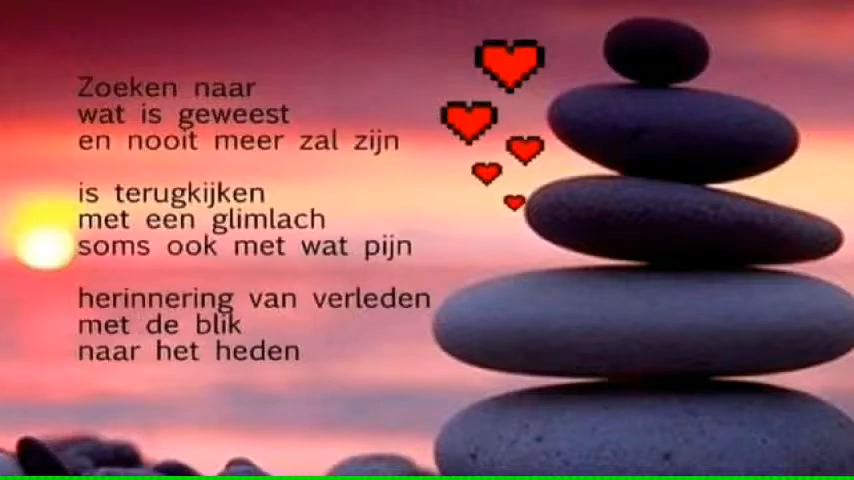 Zoeken naar
wat is geweest
en nooit meer zal zijn
is terugkijken
met een glimlach
soms ook met wat pijn
herinnering van verleden
met de blik
naar het heden